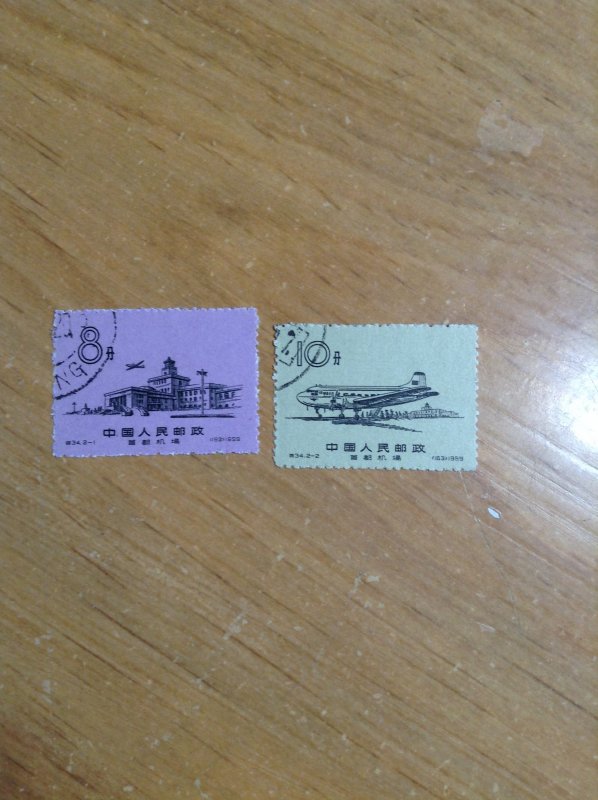 8分
中国人民邮政
首都机场
特34.2-1
(163)1959
10分
中国人民邮政
首都机场
特34.2-2
(163)1959